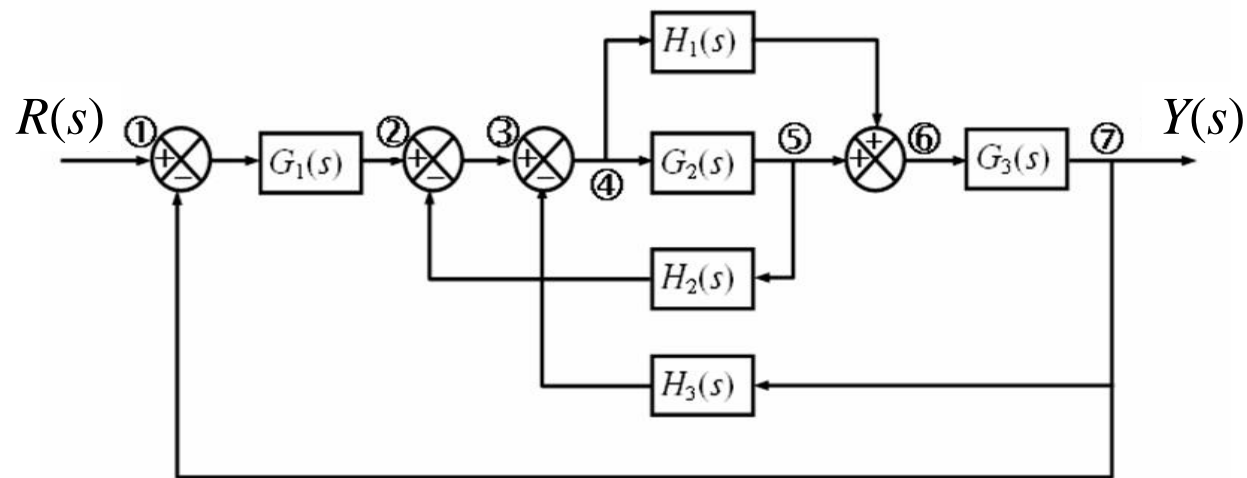 H₁(s)
R(s) ① ② ③ ⑤ ⑥ ⑦ Y(s)
+ − G₁(s) + − + − G₂(s) + + G₃(s)
④
H₂(s)
H₃(s)